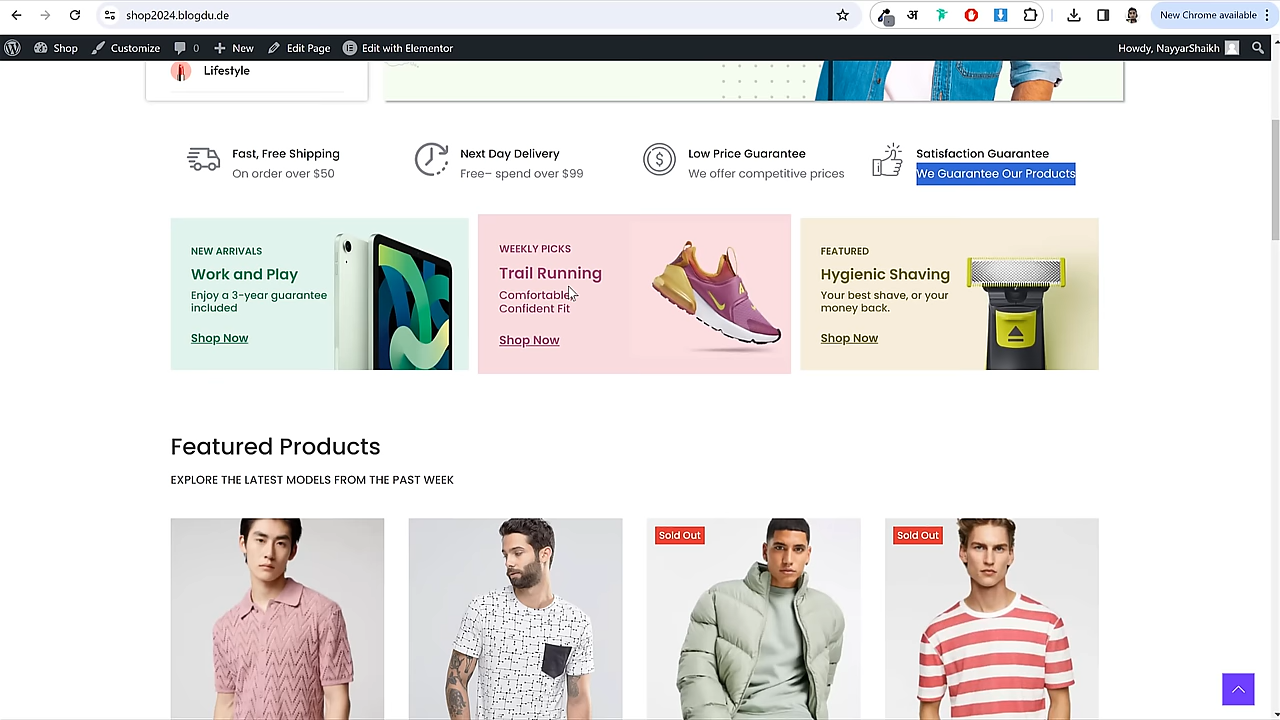 shop2024.blogdu.de
अ
New Chrome available
Shop
Customize
0
New
Edit Page
Edit with Elementor
Howdy, NayyarShaikh
Lifestyle
Fast, Free Shipping
On order over $50
Next Day Delivery
Free– spend over $99
Low Price Guarantee
We offer competitive prices
Satisfaction Guarantee
We Guarantee Our Products
NEW ARRIVALS
Work and Play
Enjoy a 3-year guarantee
included
Shop Now
WEEKLY PICKS
Trail Running
Comfortable
Confident Fit
Shop Now
FEATURED
Hygienic Shaving
Your best shave, or your
money back.
Shop Now
Featured Products
EXPLORE THE LATEST MODELS FROM THE PAST WEEK
Sold Out
Sold Out